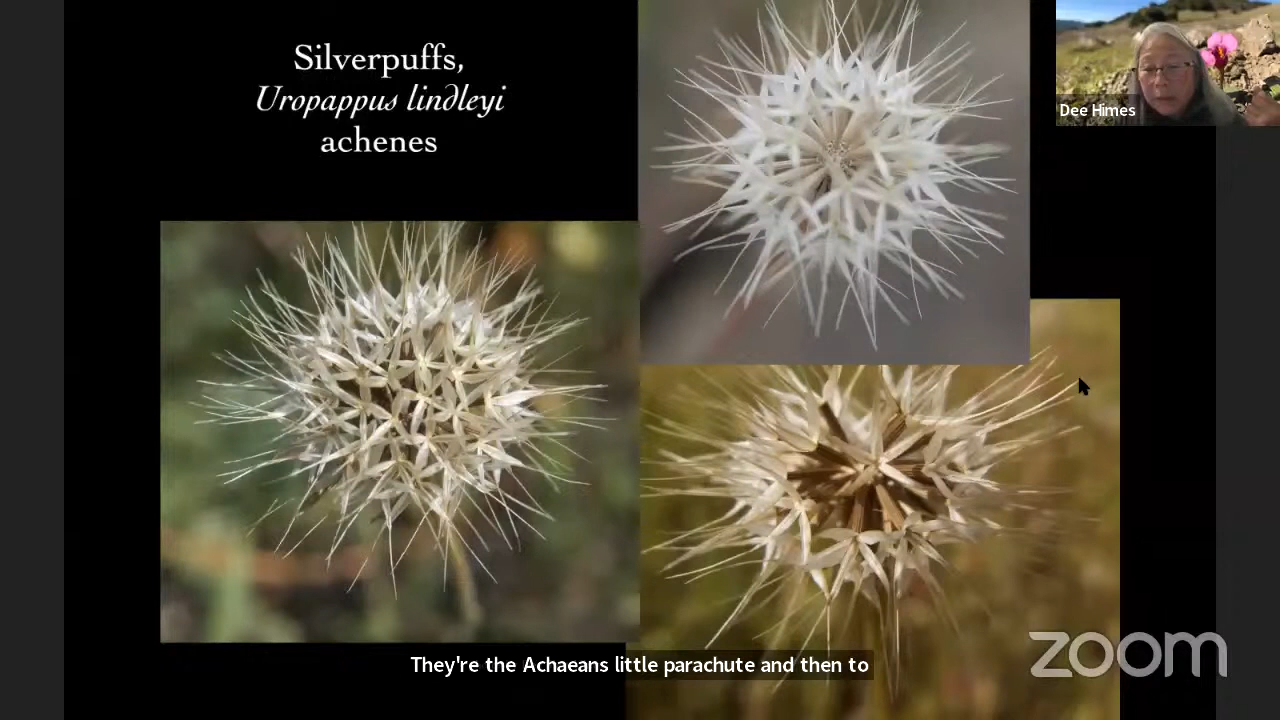 Silverpuffs,
Uropappus lindleyi
achenes
Dee Himes
They're the Achaeans little parachute and then to
zoom